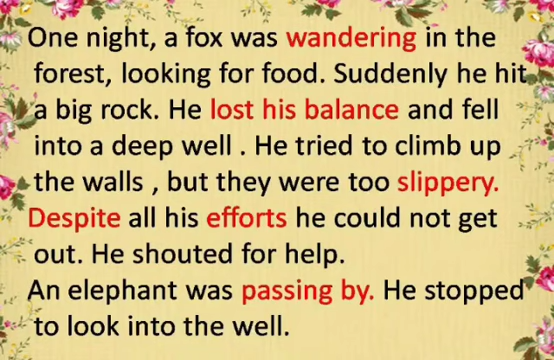 One night, a fox was wandering in the
forest, looking for food. Suddenly he hit
a big rock. He lost his balance and fell
into a deep well . He tried to climb up
the walls , but they were too slippery.
Despite all his efforts he could not get
out. He shouted for help.
An elephant was passing by. He stopped
to look into the well.